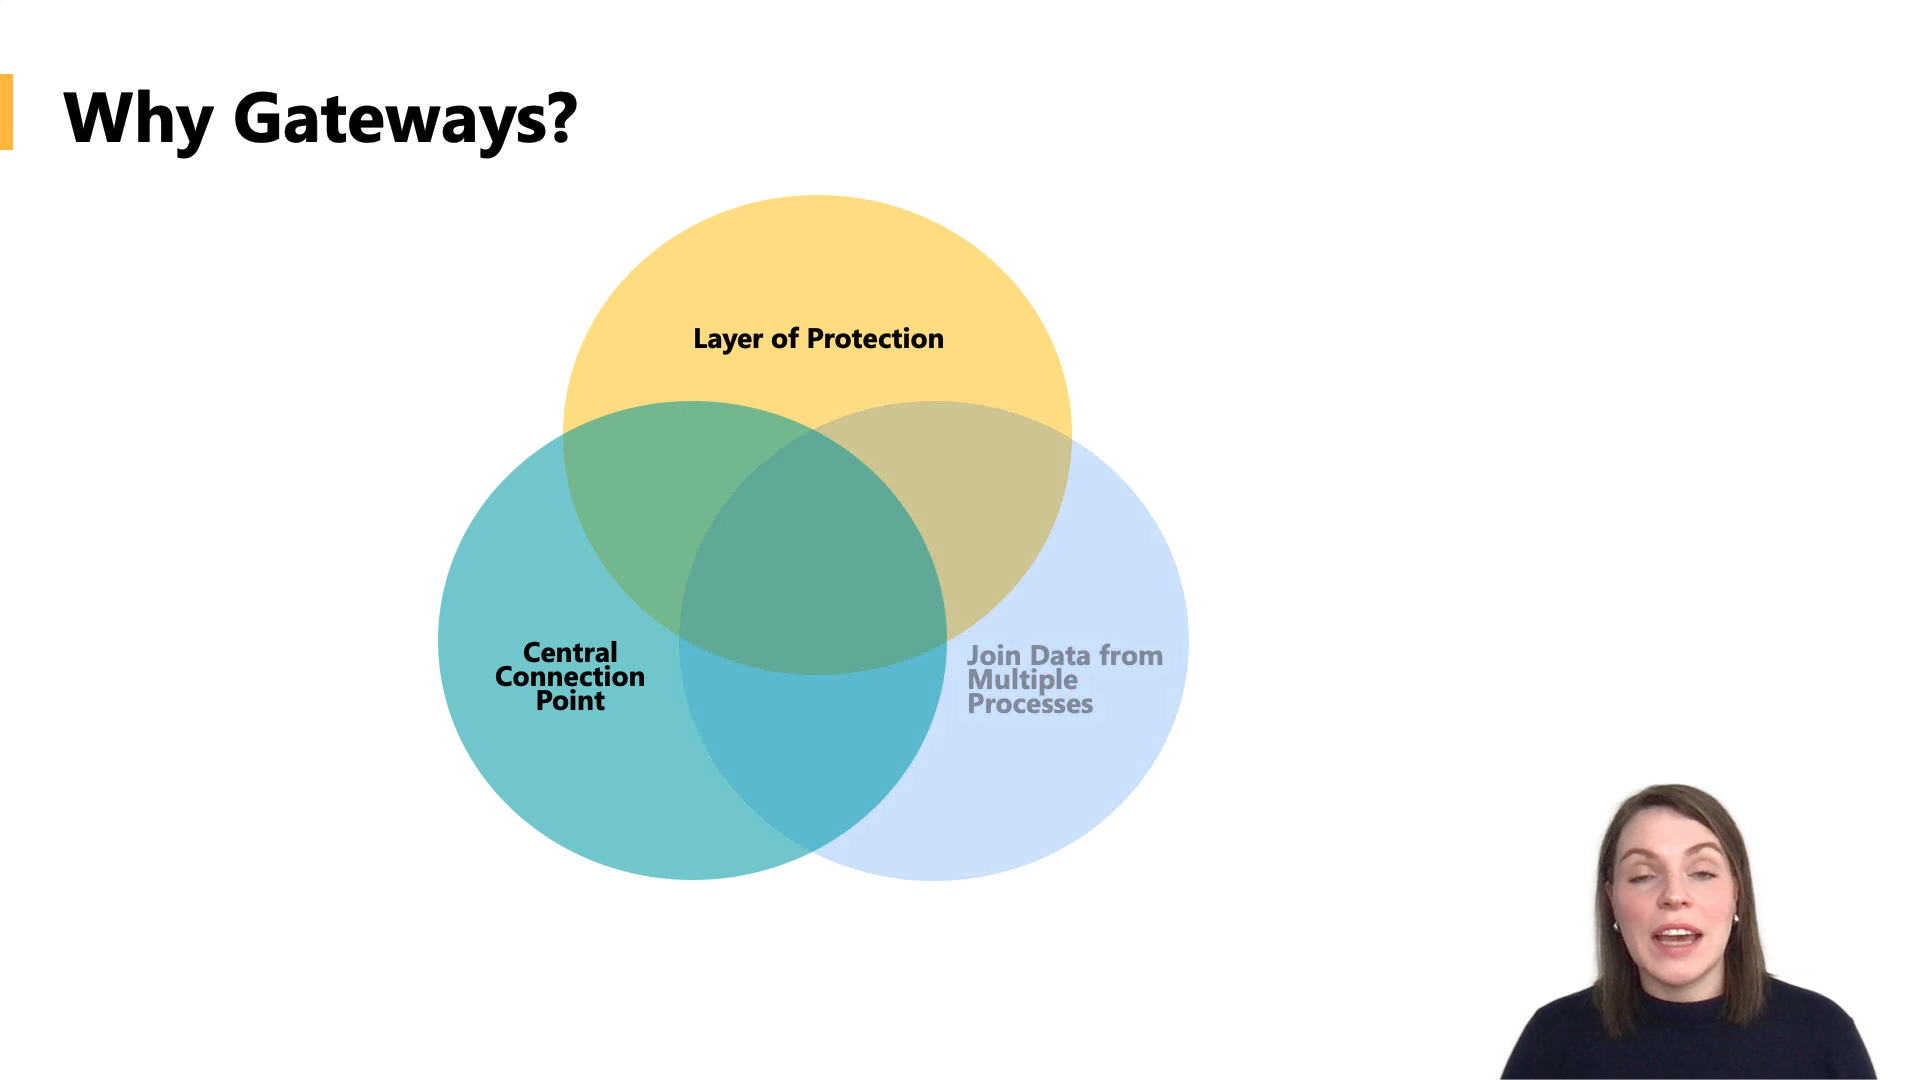 Why Gateways?
Layer of Protection
Central
Connection
Point
Join Data from
Multiple
Processes